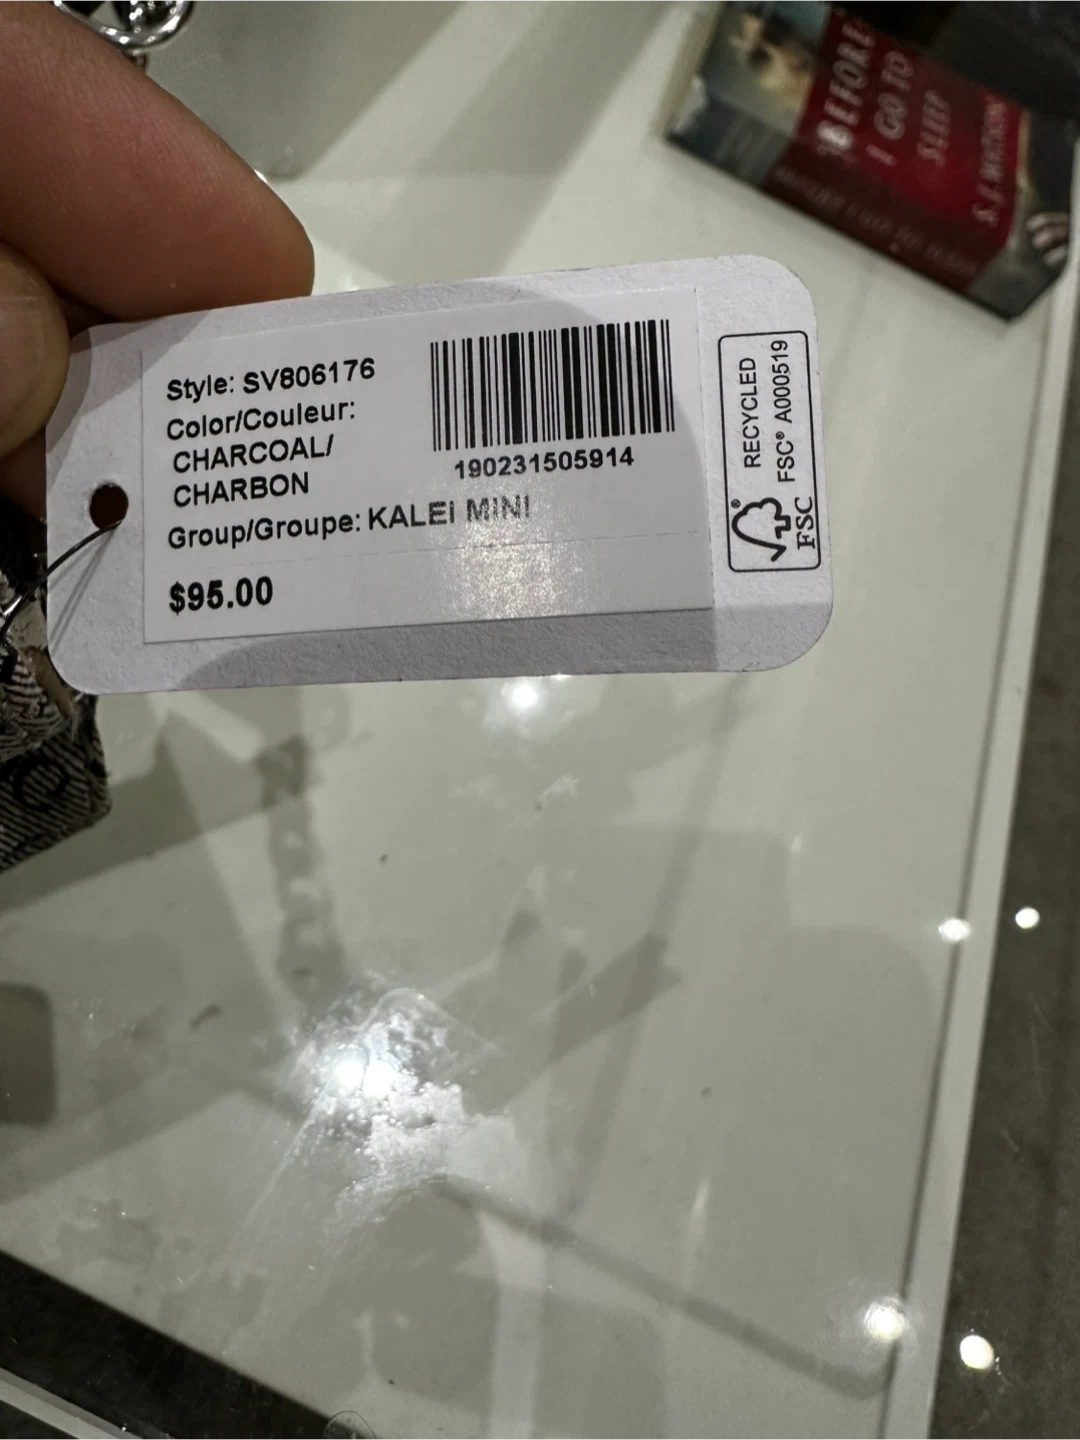 BEFORE
I GO TO
SLEEP
S. J. WATSON
Style: SV806176
Color/Couleur:
CHARCOAL/
CHARBON
190231505914
Group/Groupe: KALEI MINI
$95.00
RECYCLED
FSC® A000519
FSC